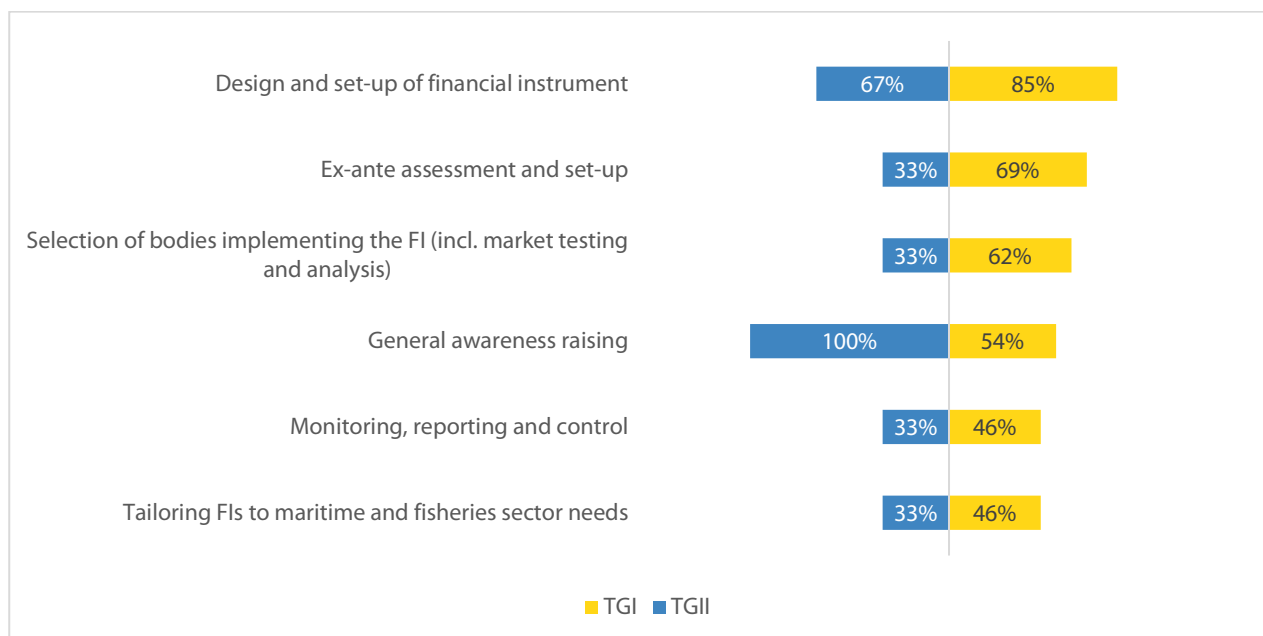 Design and set-up of financial instrument
67%
85%
Ex-ante assessment and set-up
33%
69%
Selection of bodies implementing the FI (incl. market testing
and analysis)
33%
62%
General awareness raising
100%
54%
Monitoring, reporting and control
33%
46%
Tailoring FIs to maritime and fisheries sector needs
33%
46%
TGI
TGII